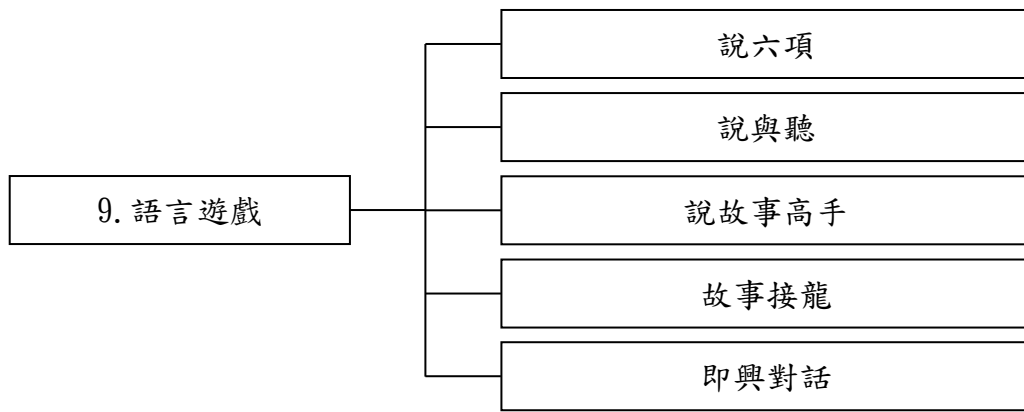 9.語言遊戲
說六項
說與聽
說故事高手
故事接龍
即興對話